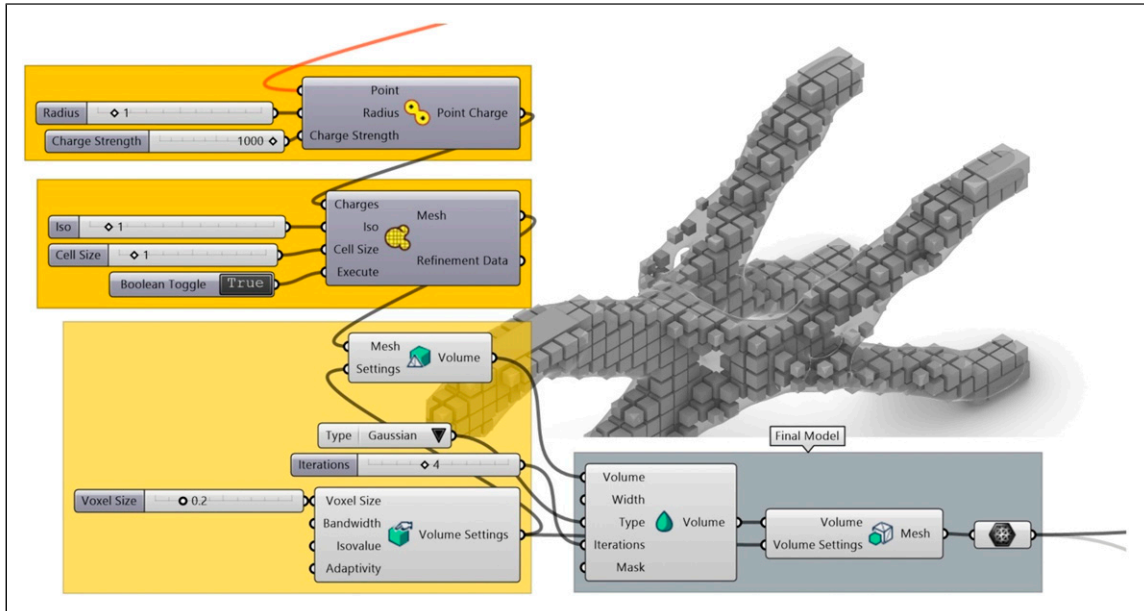 Point
Radius 1 Radius Point Charge
Charge Strength 1000 Charge Strength
Charges
Mesh
Iso 1 Iso
Cell Size 1 Cell Size
Refinement Data
Boolean Toggle True Execute
Mesh Volume
Settings
Type Gaussian
Iterations 4
Voxel Size 0.2 Voxel Size
Bandwidth
Volume Settings
Isovalue
Adaptivity
Final Model
Volume
Width
Type Volume
Iterations
Mask
Volume Mesh
Volume Settings